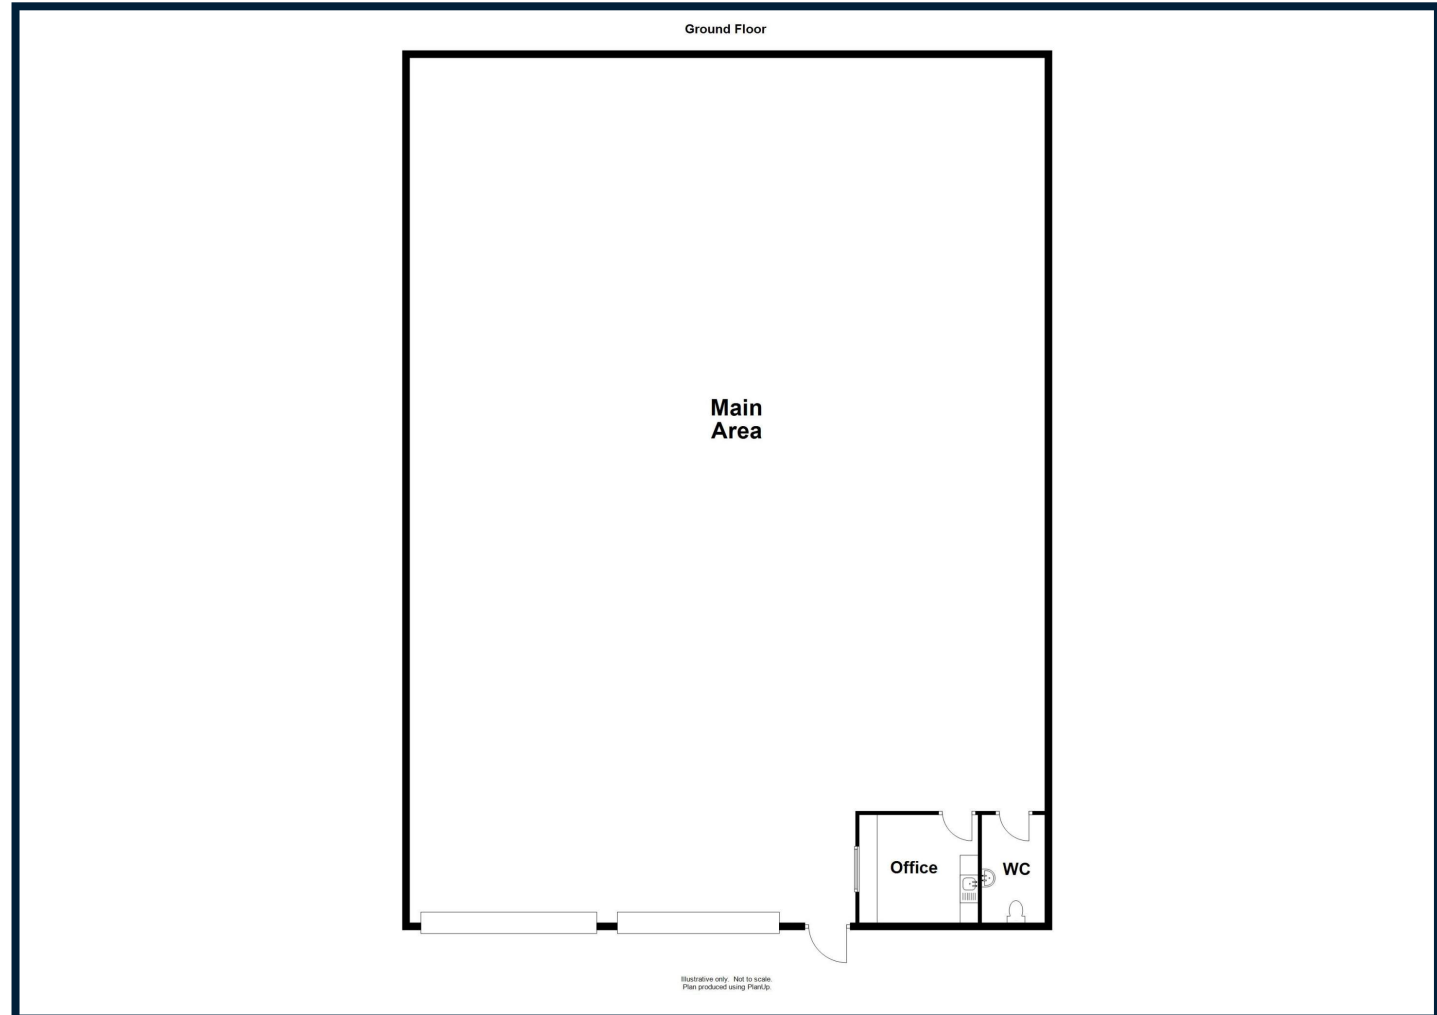 Ground Floor
Main
Area
Office
WC
Illustrative only. Not to scale.
Plan produced using PlanUp.